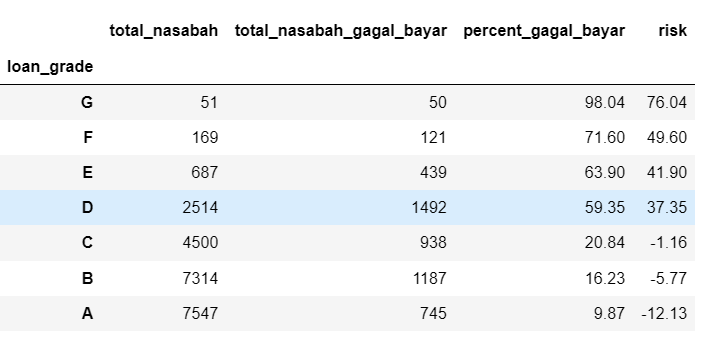 total_nasabah total_nasabah_gagal_bayar percent_gagal_bayar risk
loan_grade
G 51 50 98.04 76.04
F 169 121 71.60 49.60
E 687 439 63.90 41.90
D 2514 1492 59.35 37.35
C 4500 938 20.84 -1.16
B 7314 1187 16.23 -5.77
A 7547 745 9.87 -12.13